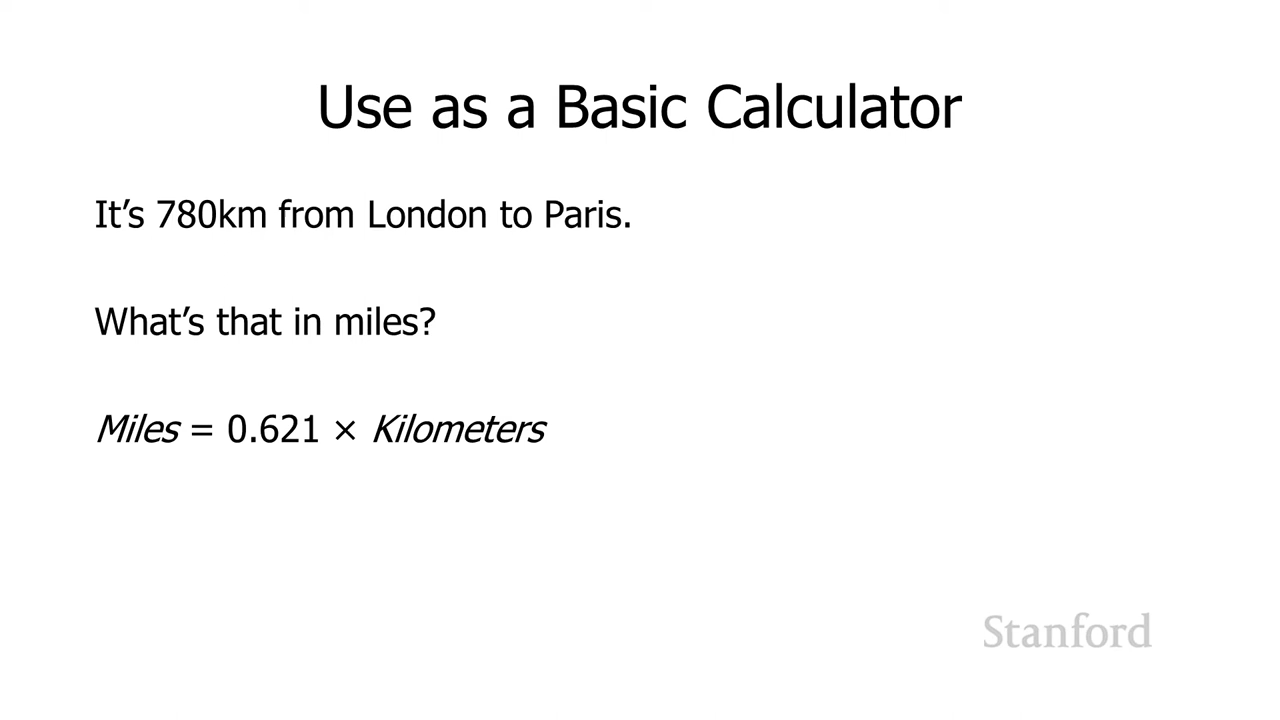 Use as a Basic Calculator
It’s 780km from London to Paris.
What’s that in miles?
Miles = 0.621 × Kilometers
Stanford